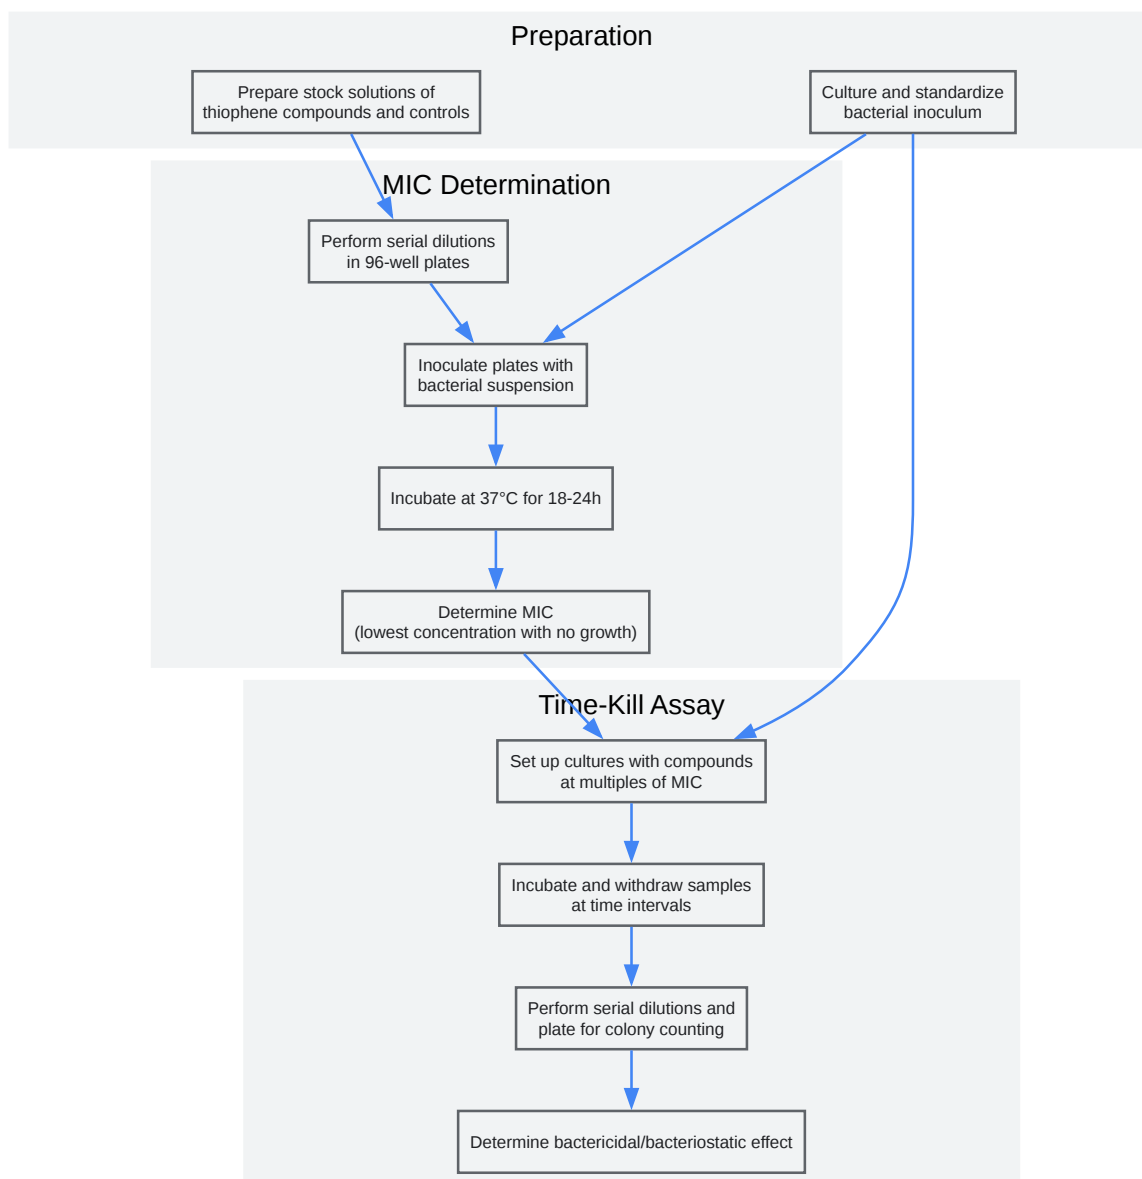 Preparation
Prepare stock solutions of
thiophene compounds and controls
Culture and standardize
bacterial inoculum
MIC Determination
Perform serial dilutions
in 96-well plates
Inoculate plates with
bacterial suspension
Incubate at 37°C for 18-24h
Determine MIC
(lowest concentration with no growth)
Time-Kill Assay
Set up cultures with compounds
at multiples of MIC
Incubate and withdraw samples
at time intervals
Perform serial dilutions and
plate for colony counting
Determine bactericidal/bacteriostatic effect